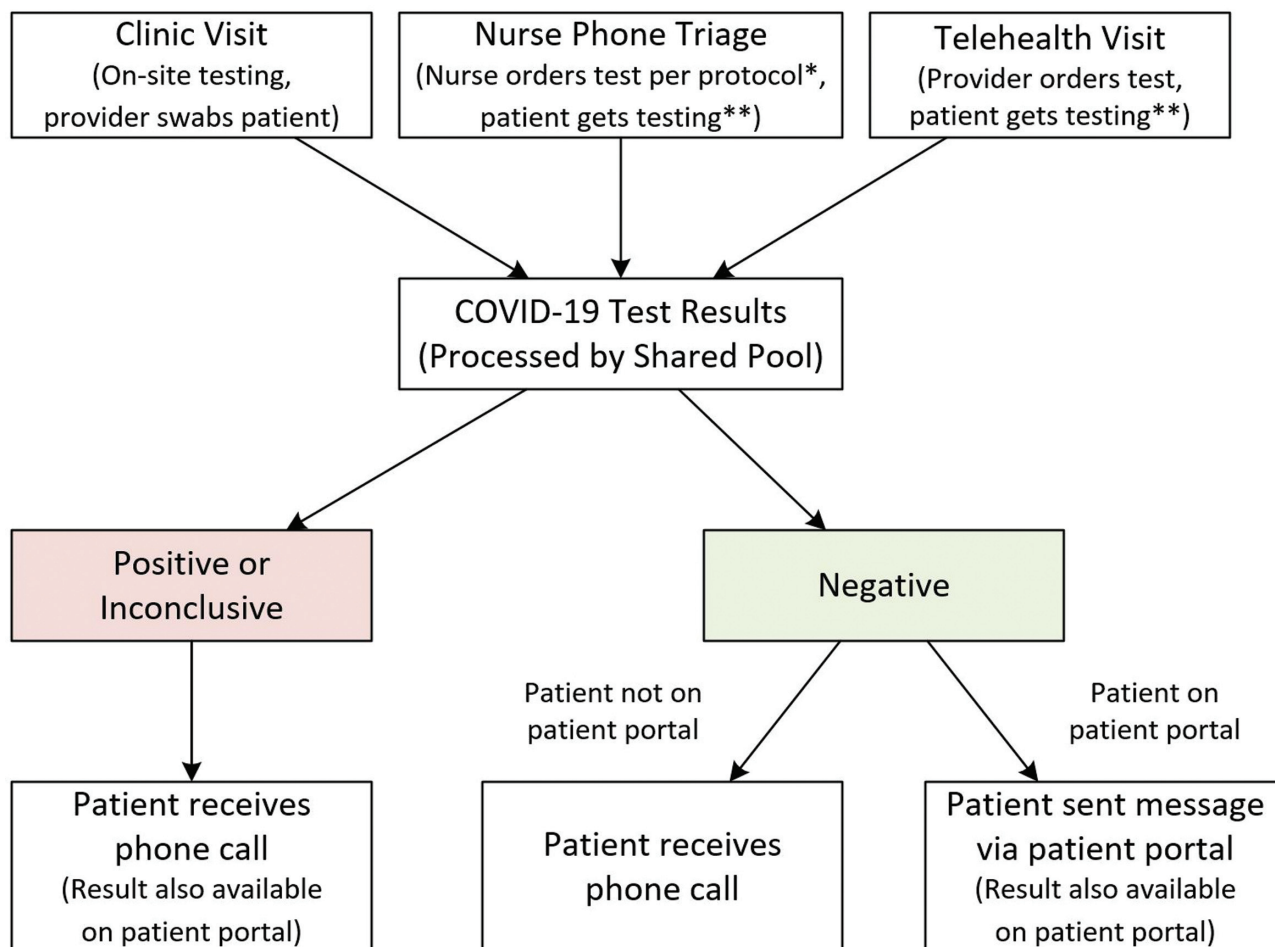 Clinic Visit
(On-site testing,
provider swabs patient)
Nurse Phone Triage
(Nurse orders test per protocol*,
patient gets testing**)
Telehealth Visit
(Provider orders test,
patient gets testing**)
COVID-19 Test Results
(Processed by Shared Pool)
Positive or
Inconclusive
Negative
Patient not on
patient portal
Patient on
patient portal
Patient receives
phone call
(Result also available
on patient portal)
Patient receives
phone call
Patient sent message
via patient portal
(Result also available
on patient portal)